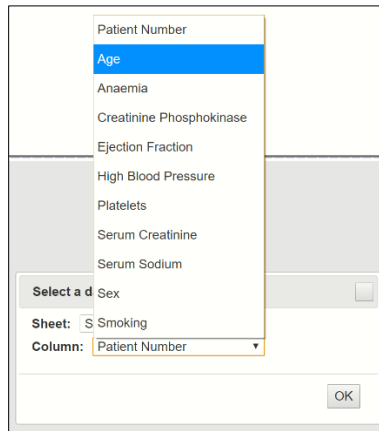 Patient Number
Age
Anaemia
Creatinine Phosphokinase
Ejection Fraction
High Blood Pressure
Platelets
Serum Creatinine
Serum Sodium
Sex
Smoking
Select a d
Sheet: S
Column: Patient Number
OK